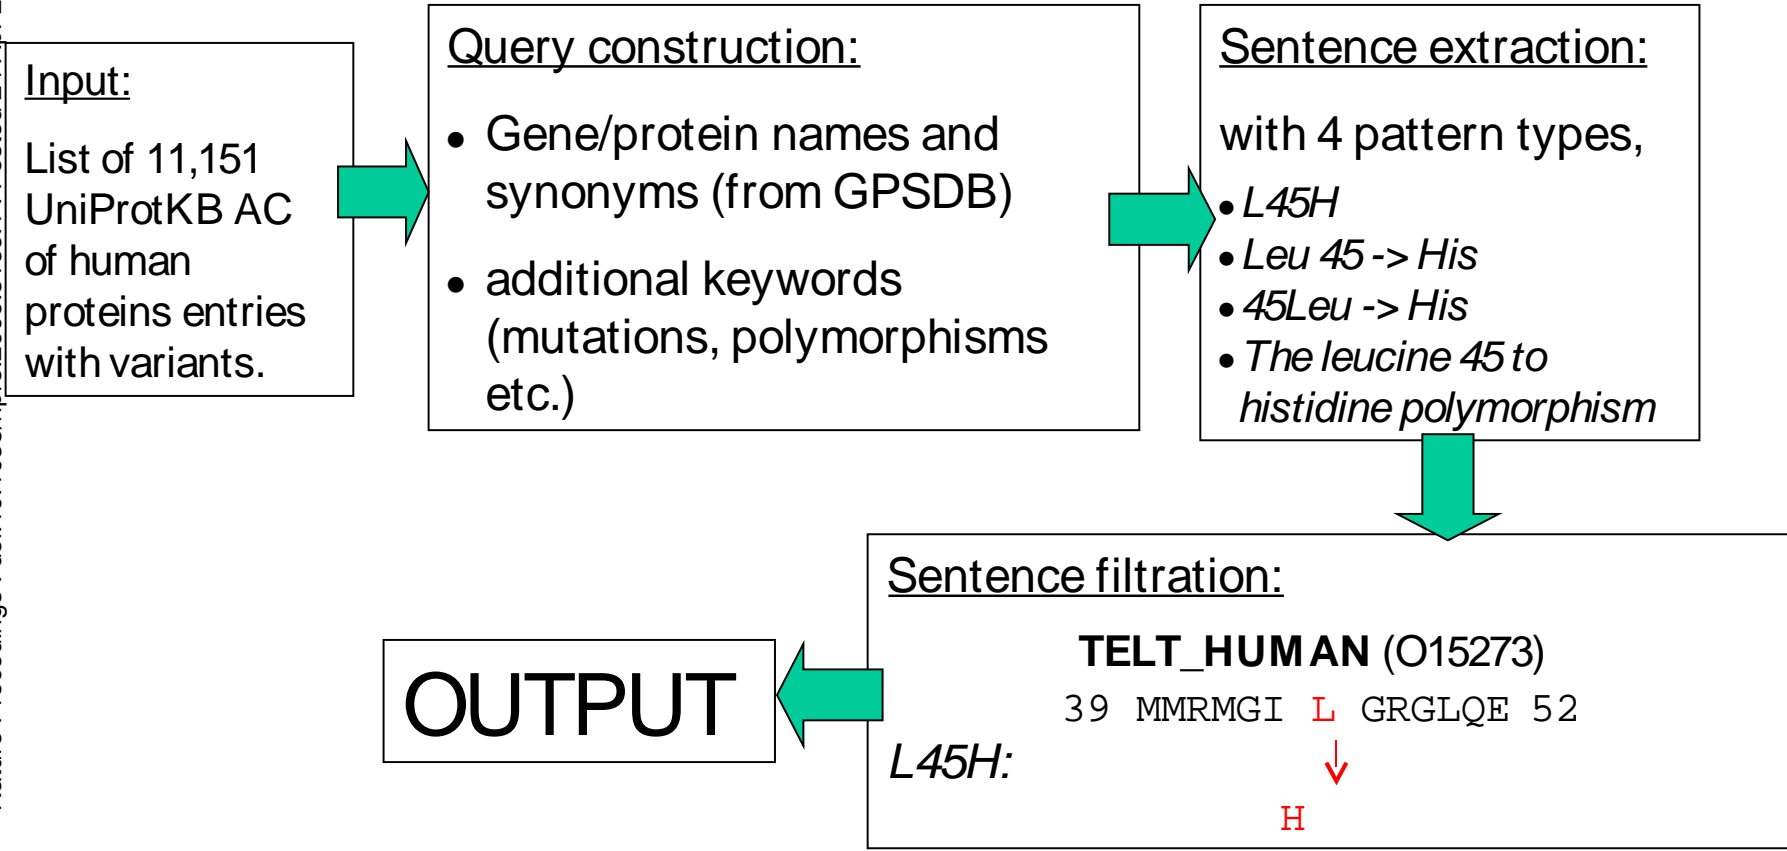 Input:
List of 11,151
UniProtKB AC
of human
proteins entries
with variants.
Query construction:
• Gene/protein names and
synonyms (from GPSDB)
• additional keywords
(mutations, polymorphisms
etc.)
Sentence extraction:
with 4 pattern types,
• L45H
• Leu 45 -> His
• 45Leu -> His
• The leucine 45 to
histidine polymorphism
Sentence filtration:
TELT_HUMAN (O15273)
39 MMRMGI L GRGLQE 52
L45H:
H
OUTPUT